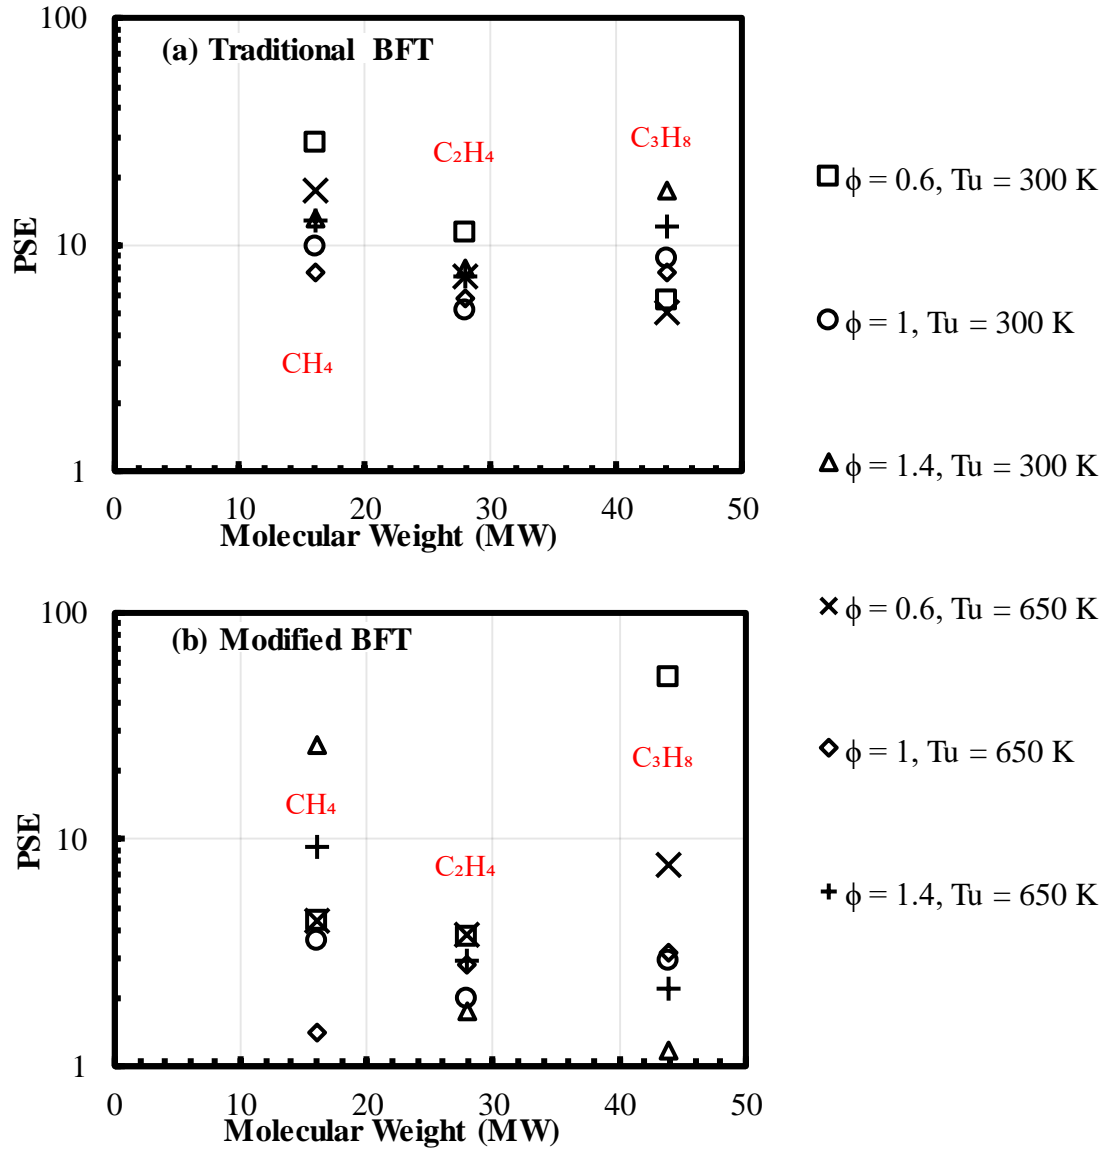 100
(a) Traditional BFT
C₃H₈
C₂H₄
10
PSE
CH₄
1
0 10 20 30 40 50
Molecular Weight (MW)
100
(b) Modified BFT
C₃H₈
CH₄
10
PSE
C₂H₄
1
0 10 20 30 40 50
Molecular Weight (MW)
ϕ = 0.6, Tu = 300 K
ϕ = 1, Tu = 300 K
ϕ = 1.4, Tu = 300 K
ϕ = 0.6, Tu = 650 K
ϕ = 1, Tu = 650 K
ϕ = 1.4, Tu = 650 K